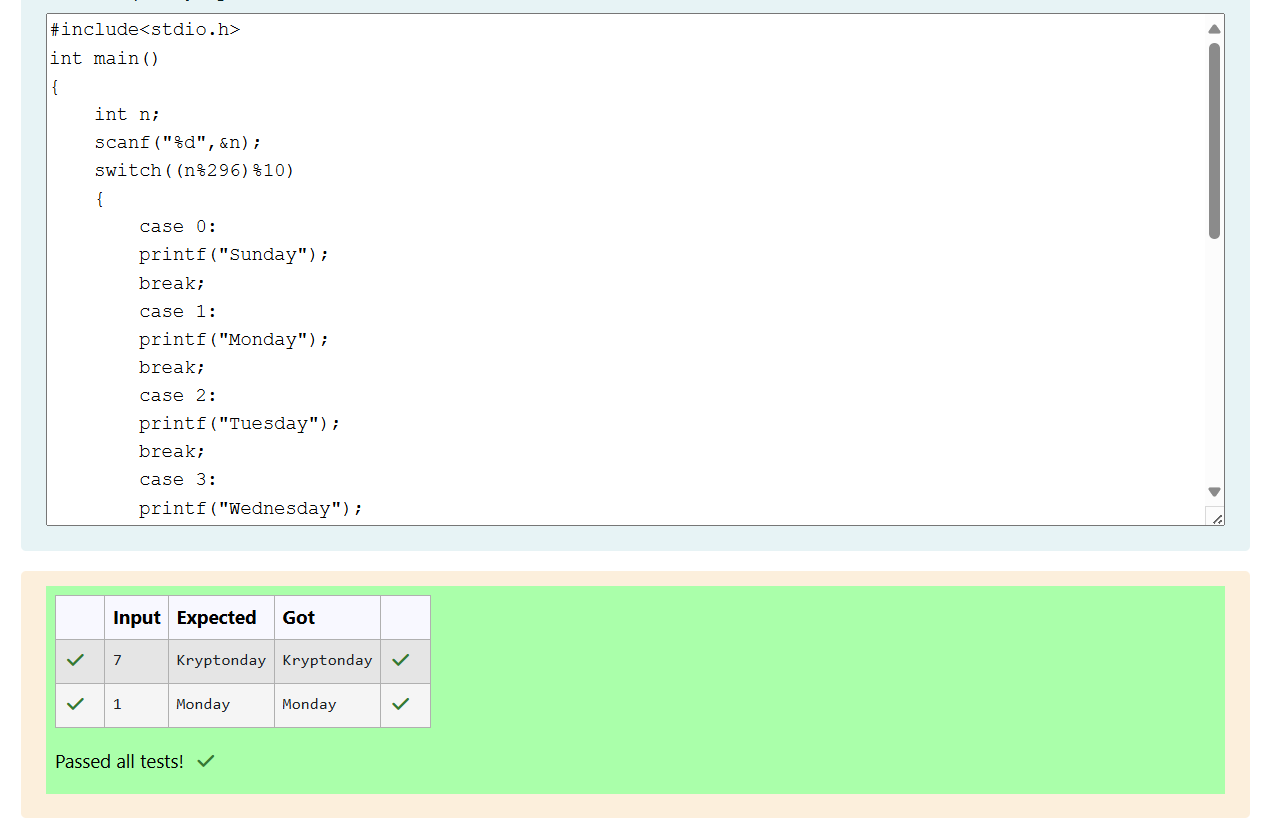 #include<stdio.h>
int main()
{
    int n;
    scanf("%d",&n);
    switch((n%296)%10)
    {
        case 0:
        printf("Sunday");
        break;
        case 1:
        printf("Monday");
        break;
        case 2:
        printf("Tuesday");
        break;
        case 3:
        printf("Wednesday");
Input Expected Got
7 Kryptonday Kryptonday
1 Monday Monday
Passed all tests!